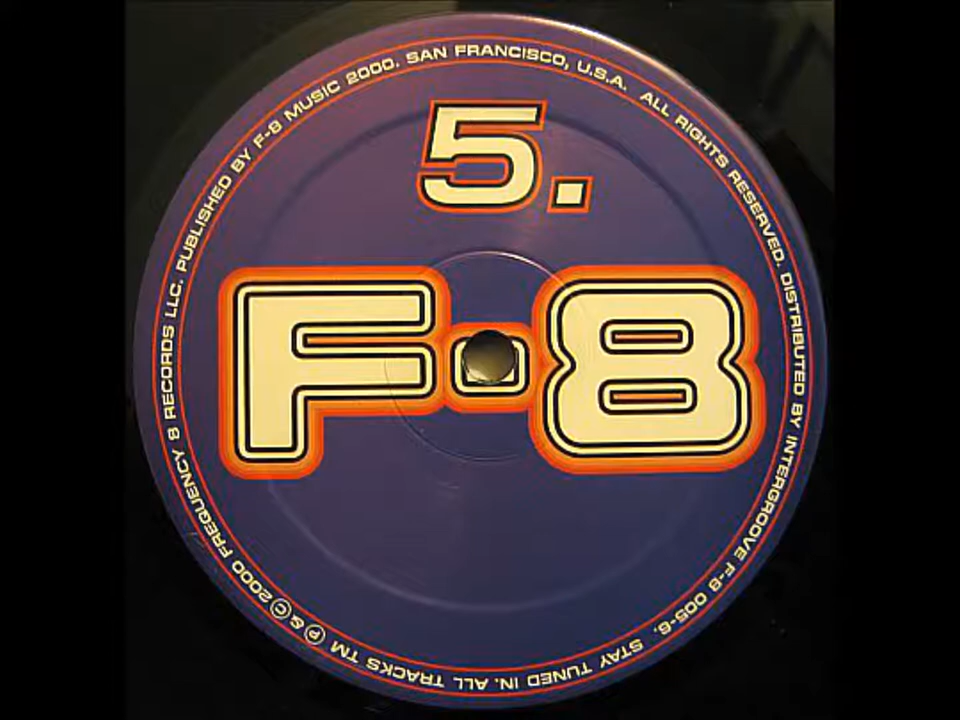 5.
F·8
ALL TRACKS TM ℗ & © 2000 FREQUENCY 8 RECORDS LLC. PUBLISHED BY F-8 MUSIC 2000. SAN FRANCISCO, U.S.A. ALL RIGHTS RESERVED. DISTRIBUTED BY INTERGROOVE F-8 005-6. STAY TUNED IN.